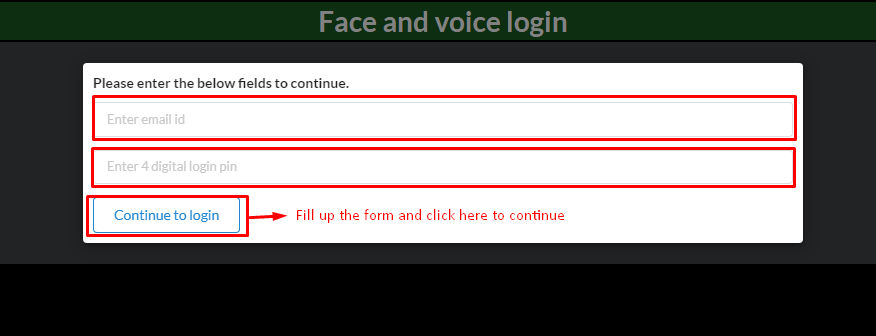 Face and voice login
Please enter the below fields to continue.
Enter email id
Enter 4 digital login pin
Continue to login
Fill up the form and click here to continue